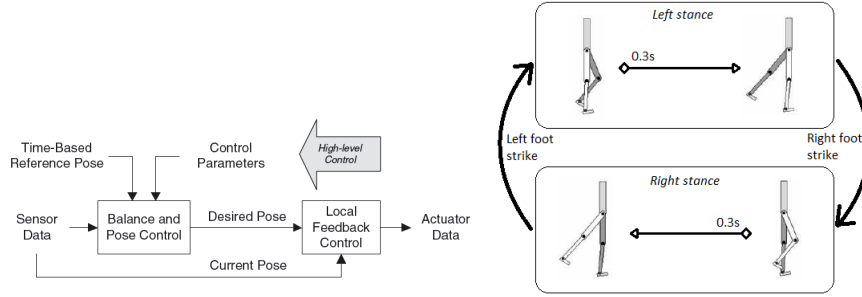 Time-Based
Reference Pose
Control
Parameters
High-level
Control
Sensor
Data
Balance and
Pose Control
Desired Pose
Local
Feedback
Control
Actuator
Data
Current Pose
Left stance
0.3s
Left foot
strike
Right foot
strike
Right stance
0.3s